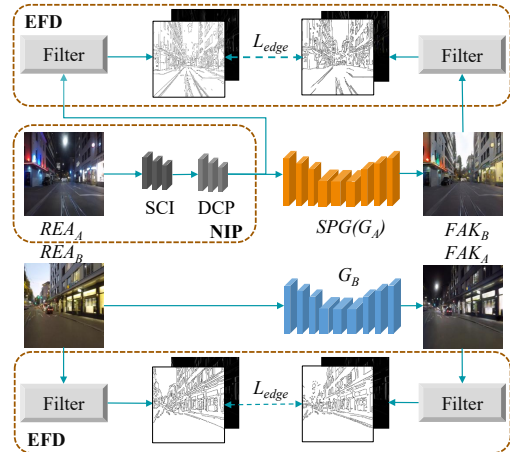 EFD
Filter
L_edge
Filter
SCI
DCP
NIP
SPG(G_A)
REA_A
FAK_B
REA_B
FAK_A
G_B
Filter
L_edge
Filter
EFD